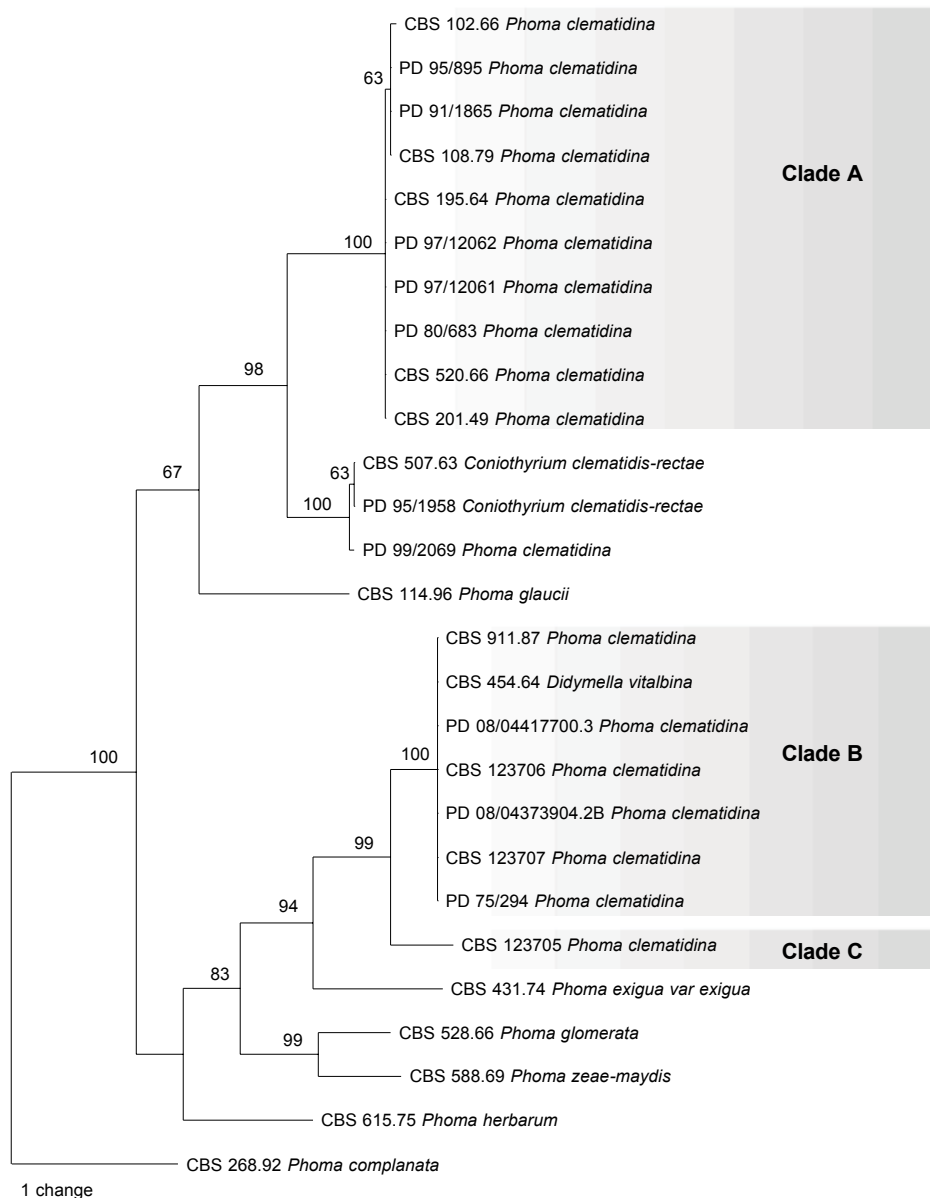 CBS 102.66 Phoma clematidina
63
PD 95/895 Phoma clematidina
PD 91/1865 Phoma clematidina
CBS 108.79 Phoma clematidina
Clade A
CBS 195.64 Phoma clematidina
100
PD 97/12062 Phoma clematidina
PD 97/12061 Phoma clematidina
PD 80/683 Phoma clematidina
98
CBS 520.66 Phoma clematidina
CBS 201.49 Phoma clematidina
67
CBS 507.63 Coniothyrium clematidis-rectae
63
100
PD 95/1958 Coniothyrium clematidis-rectae
PD 99/2069 Phoma clematidina
CBS 114.96 Phoma glaucii
CBS 911.87 Phoma clematidina
CBS 454.64 Didymella vitalbina
PD 08/04417700.3 Phoma clematidina
100
100
Clade B
CBS 123706 Phoma clematidina
PD 08/04373904.2B Phoma clematidina
99
CBS 123707 Phoma clematidina
PD 75/294 Phoma clematidina
94
CBS 123705 Phoma clematidina
Clade C
83
CBS 431.74 Phoma exigua var exigua
CBS 528.66 Phoma glomerata
99
CBS 588.69 Phoma zeae-maydis
CBS 615.75 Phoma herbarum
CBS 268.92 Phoma complanata
1 change